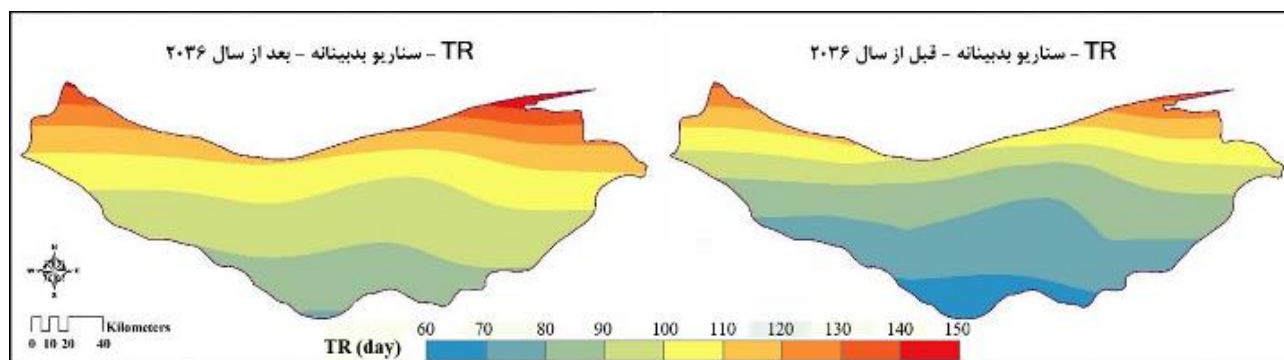 TR - سناریو بدبینانه - قبل از سال ۲۰۳۶
TR - سناریو بدبینانه - بعد از سال ۲۰۳۶
N
W E
S
Kilometers
0 10 20 40
60 70 80 90 100 110 120 130 140 150
TR (day)